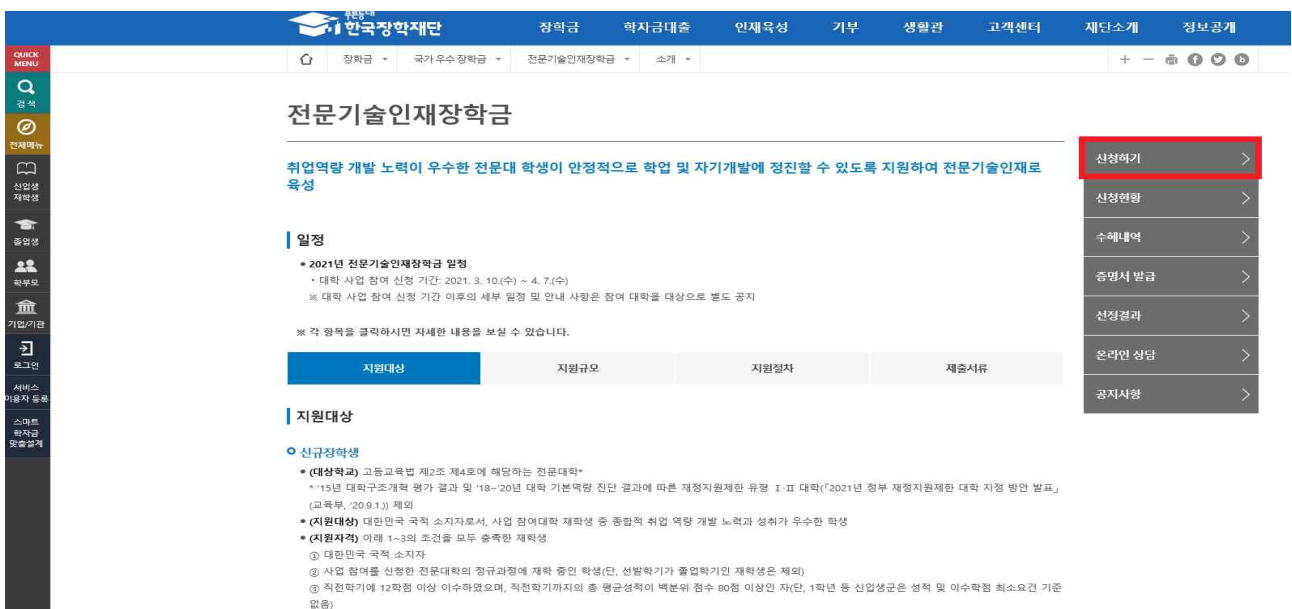 푸른등대
한국장학재단
장학금 학자금대출 인재육성 기부 생활관 고객센터 재단소개 정보공개
QUICK
MENU
장학금 국가우수장학금 전문기술인재장학금 소개
검색
전체메뉴
신입생
재학생
졸업생
학부모
기업/기관
로그인
서비스
이용자 등록
스마트
학자금
맞춤설계
전문기술인재장학금
취업역량 개발 노력이 우수한 전문대 학생이 안정적으로 학업 및 자기개발에 정진할 수 있도록 지원하여 전문기술인재로
육성
신청하기
신청현황
수혜내역
증명서 발급
선정결과
온라인 상담
공지사항
일정
• 2021년 전문기술인재장학금 일정
・대학 사업 참여 신청 기간: 2021. 3. 10.(수) ~ 4. 7.(수)
※ 대학 사업 참여 신청 기간 이후의 세부 일정 및 안내 사항은 참여 대학을 대상으로 별도 공지
※ 각 항목을 클릭하시면 자세한 내용을 보실 수 있습니다.
지원대상 지원규모 지원절차 제출서류
지원대상
신규장학생
• (대상학교) 고등교육법 제2조 제4호에 해당하는 전문대학*
* '15년 대학구조개혁 평가 결과 및 '18~'20년 대학 기본역량 진단 결과에 따른 재정지원제한 유형 Ⅰ·Ⅱ 대학(「2021년 정부 재정지원제한 대학 지정 방안 발표」
(교육부, '20.9.1.)) 제외
• (지원대상) 대한민국 국적 소지자로서, 사업 참여대학 재학생 중 종합적 취업 역량 개발 노력과 성취가 우수한 학생
• (지원자격) 아래 1~3의 조건을 모두 충족한 재학생
① 대한민국 국적 소지자
② 사업 참여를 신청한 전문대학의 정규과정에 재학 중인 학생(단, 선발학기가 졸업학기인 재학생은 제외)
③ 직전학기에 12학점 이상 이수하였으며, 직전학기까지의 총 평균성적이 백분위 점수 80점 이상인 자(단, 1학년 등 신입생군은 성적 및 이수학점 최소요건 기준
없음)